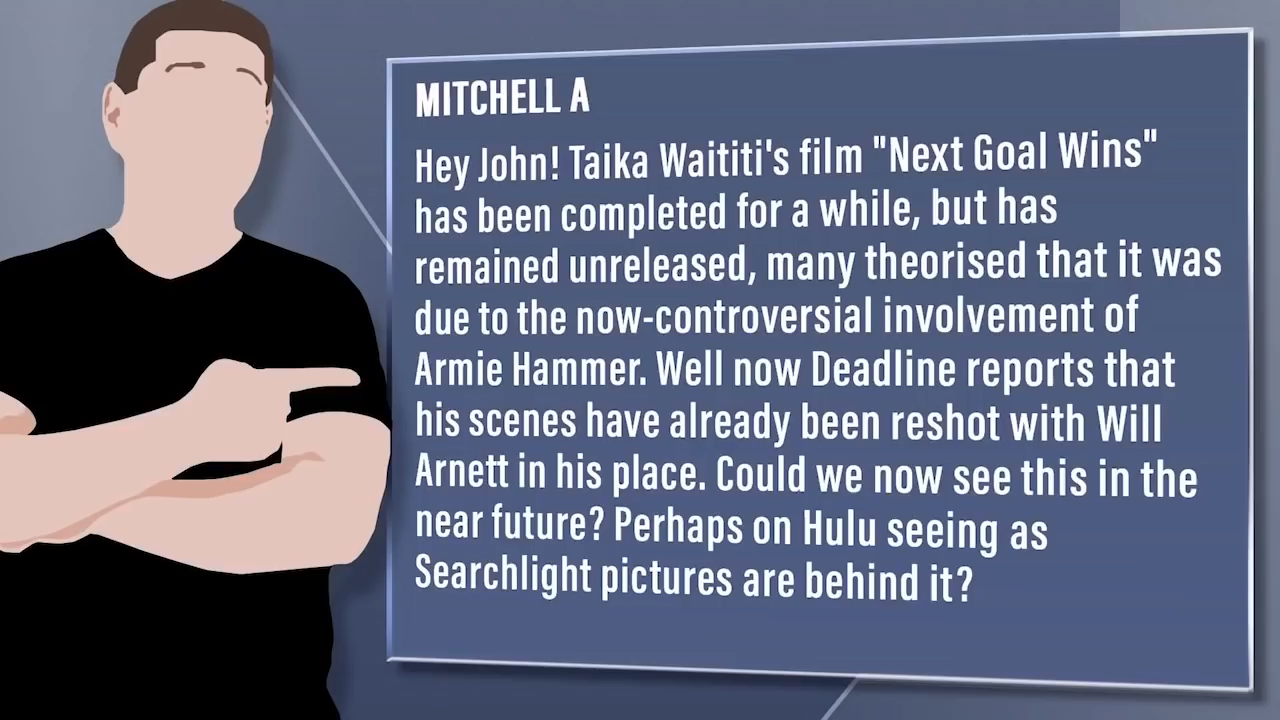 MITCHELL A
Hey John! Taika Waititi's film "Next Goal Wins"
has been completed for a while, but has
remained unreleased, many theorised that it was
due to the now-controversial involvement of
Armie Hammer. Well now Deadline reports that
his scenes have already been reshot with Will
Arnett in his place. Could we now see this in the
near future? Perhaps on Hulu seeing as
Searchlight pictures are behind it?